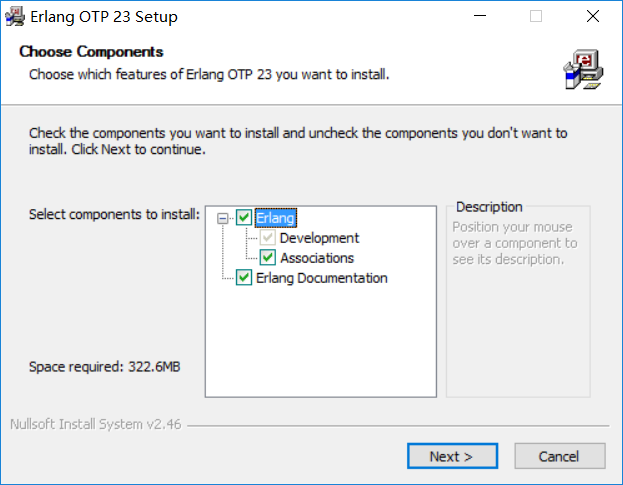 Erlang OTP 23 Setup
Choose Components
Choose which features of Erlang OTP 23 you want to install.
Check the components you want to install and uncheck the components you don't want to
install. Click Next to continue.
Select components to install:
Erlang
Development
Associations
Erlang Documentation
Description
Position your mouse
over a component to
see its description.
Space required: 322.6MB
Nullsoft Install System v2.46
Next >
Cancel